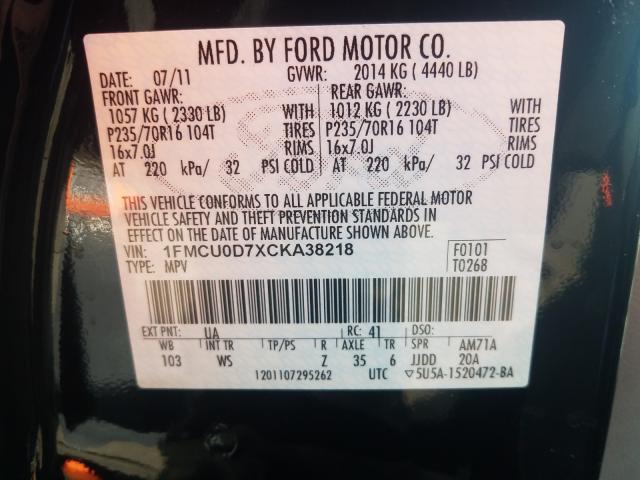 MFD. BY FORD MOTOR CO.
DATE: 07/11 GVWR: 2014 KG ( 4440 LB)
FRONT GAWR: REAR GAWR:
1057 KG ( 2330 LB) WITH 1012 KG ( 2230 LB) WITH
P235/70R16 104T TIRES P235/70R16 104T TIRES
16x7.0J RIMS 16x7.0J RIMS
AT 220 kPa/ 32 PSI COLD AT 220 kPa/ 32 PSI COLD
THIS VEHICLE CONFORMS TO ALL APPLICABLE FEDERAL MOTOR
VEHICLE SAFETY AND THEFT PREVENTION STANDARDS IN
EFFECT ON THE DATE OF MANUFACTURE SHOWN ABOVE.
VIN: 1FMCU0D7XCKA38218 F0101
TYPE: MPV T0268
EXT PNT: UA RC: 41 DSO:
WB INT TR TP/PS R AXLE TR SPR AM71A
103 WS Z 35 6 JJDD 20A
1201107295262 UTC ▽5U5A-1520472-BA